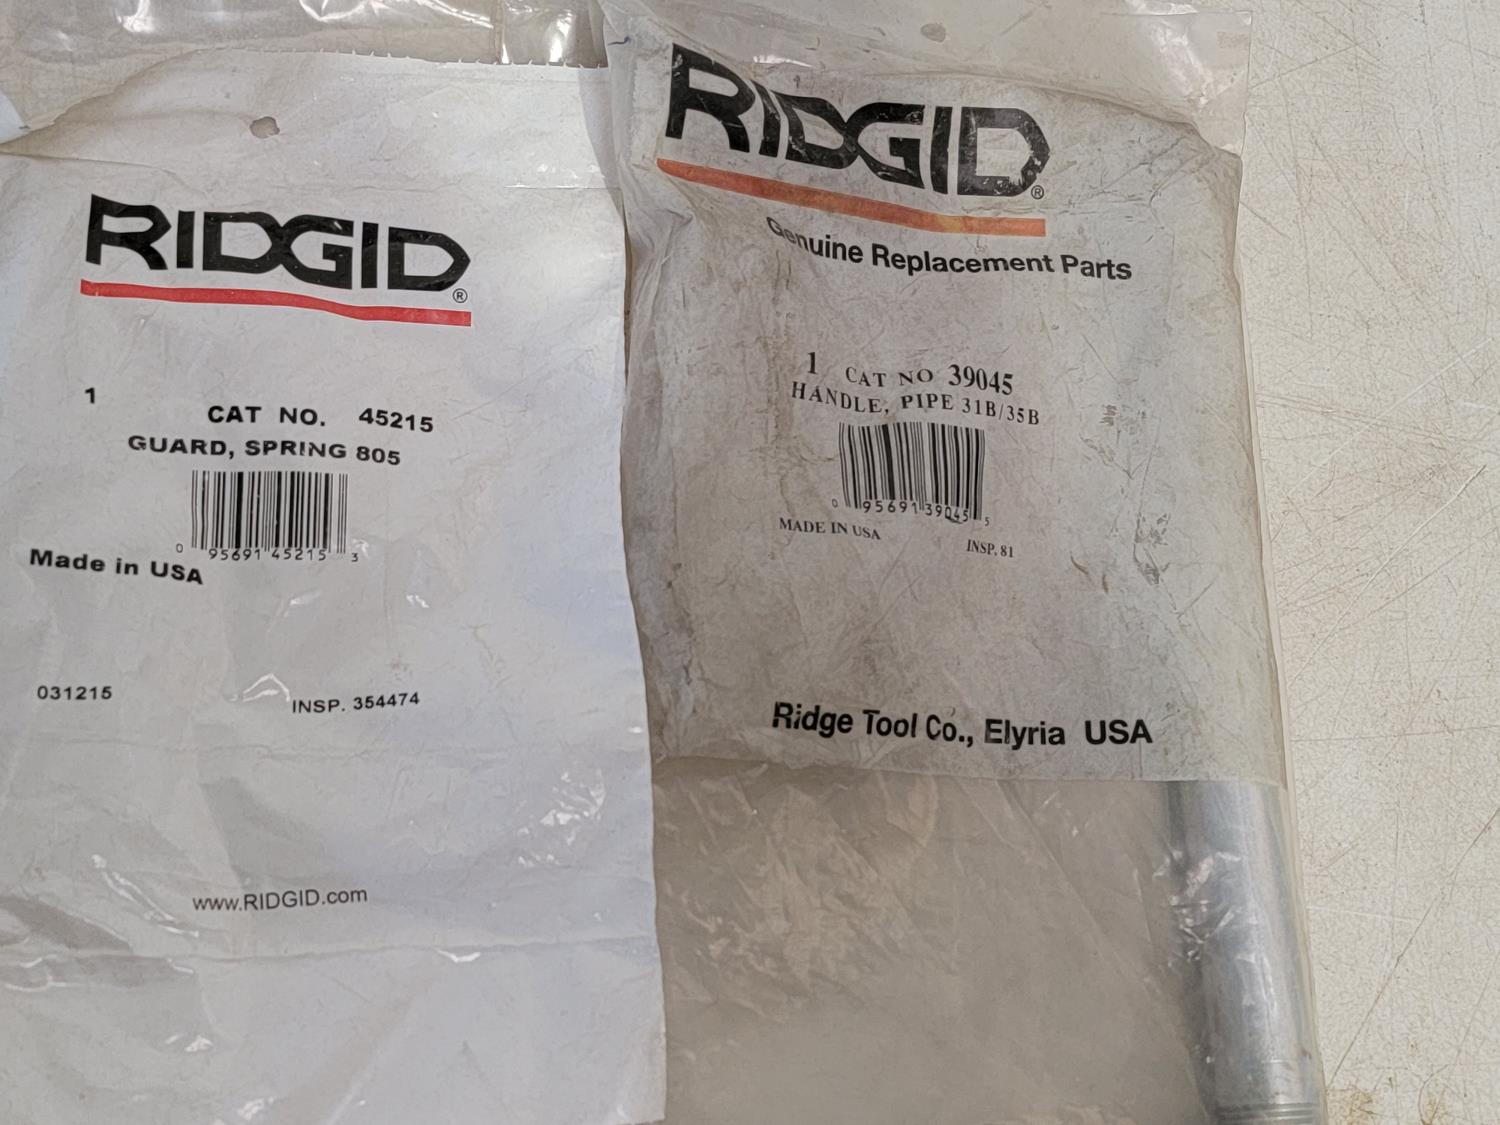 RIDGID®
1
CAT NO. 45215
GUARD, SPRING 805
0 95691 45215 3
Made in USA
031215
INSP. 354474
www.RIDGID.com
RIDGID®
Genuine Replacement Parts
1 CAT NO 39045
HANDLE, PIPE 31B/35B
0 95691 39045 5
MADE IN USA
INSP. 81
Ridge Tool Co., Elyria USA